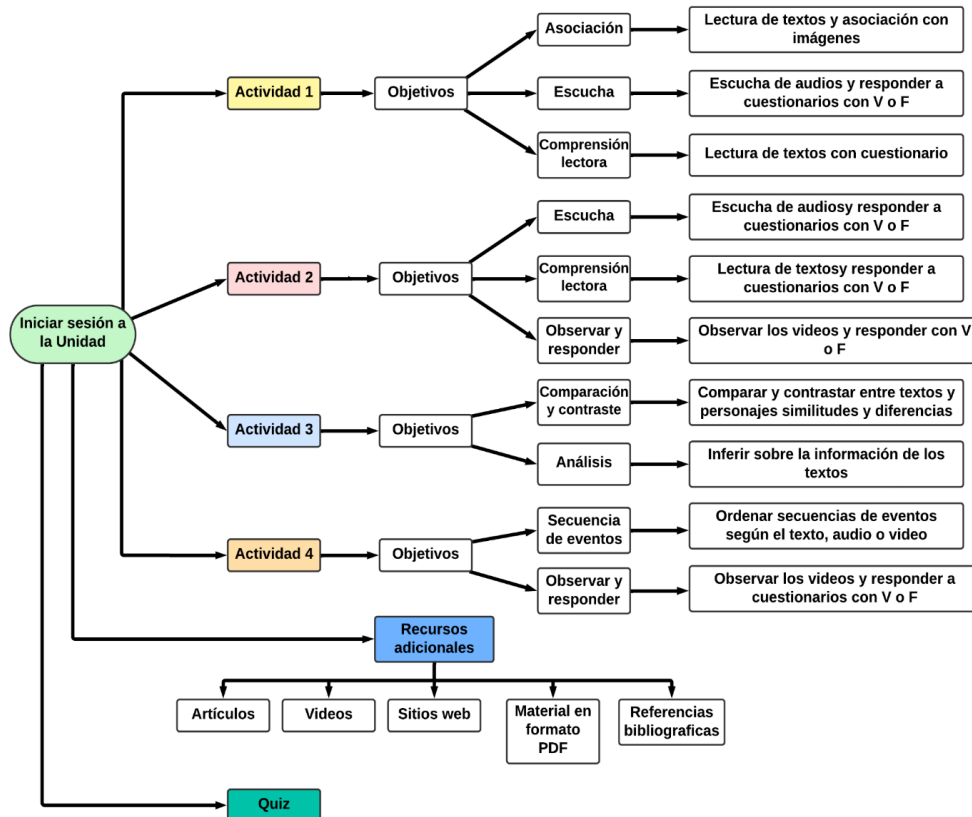 Asociación
Lectura de textos y asociación con
imágenes
Actividad 1
Objetivos
Escucha
Escucha de audios y responder a
cuestionarios con V o F
Comprensión
lectora
Lectura de textos con cuestionario
Escucha
Escucha de audiosy responder a
cuestionarios con V o F
Actividad 2
Objetivos
Comprensión
lectora
Lectura de textosy responder a
cuestionarios con V o F
Iniciar sesión a
la Unidad
Observar y
responder
Observar los videos y responder con V
o F
Comparación
y contraste
Comparar y contrastar entre textos y
personajes similitudes y diferencias
Actividad 3
Objetivos
Análisis
Inferir sobre la información de los
textos
Secuencia
de eventos
Ordenar secuencias de eventos
según el texto, audio o video
Actividad 4
Objetivos
Observar y
responder
Observar los videos y responder a
cuestionarios con V o F
Recursos
adicionales
Artículos
Videos
Sitios web
Material en
formato
PDF
Referencias
bibliograficas
Quiz